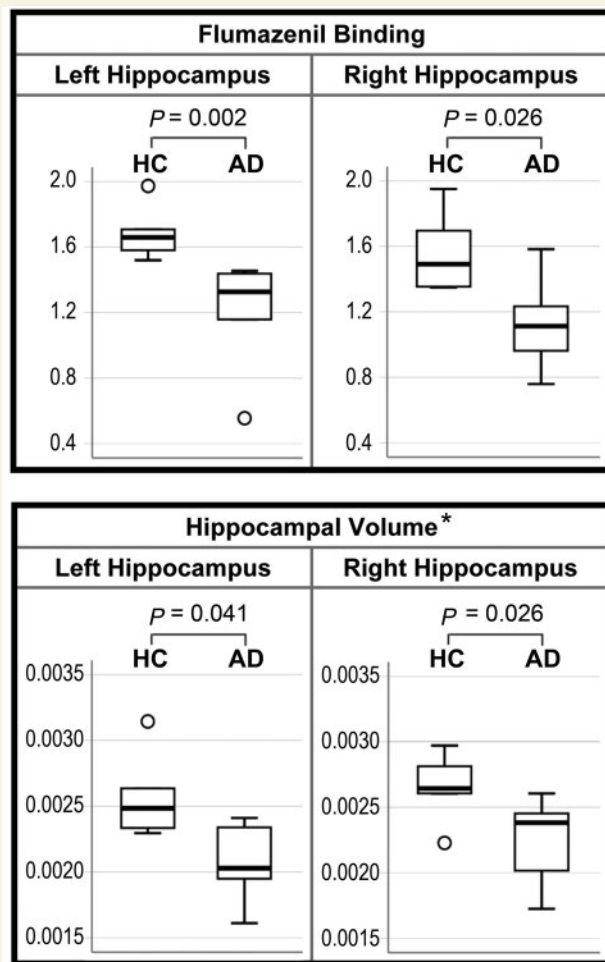 Flumazenil Binding
Left Hippocampus
Right Hippocampus
P = 0.002
P = 0.026
HC AD
HC AD
2.0
1.6
1.2
0.8
0.4
2.0
1.6
1.2
0.8
0.4
Hippocampal Volume*
Left Hippocampus
Right Hippocampus
P = 0.041
P = 0.026
HC AD
HC AD
0.0035
0.0030
0.0025
0.0020
0.0015
0.0035
0.0030
0.0025
0.0020
0.0015